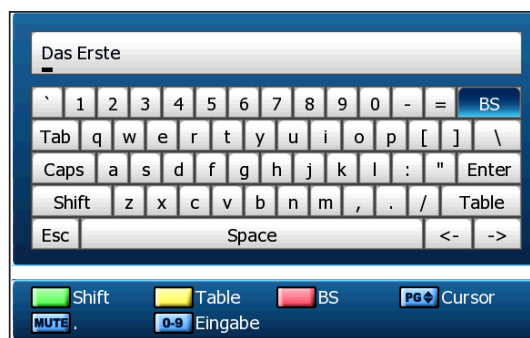 Das Erste
` 1 2 3 4 5 6 7 8 9 0 - = BS
Tab q w e r t y u i o p [ ] \
Caps a s d f g h j k l : " Enter
Shift z x c v b n m , . / Table
Esc Space <- ->
Shift Table BS PG Cursor
MUTE . 0-9 Eingabe